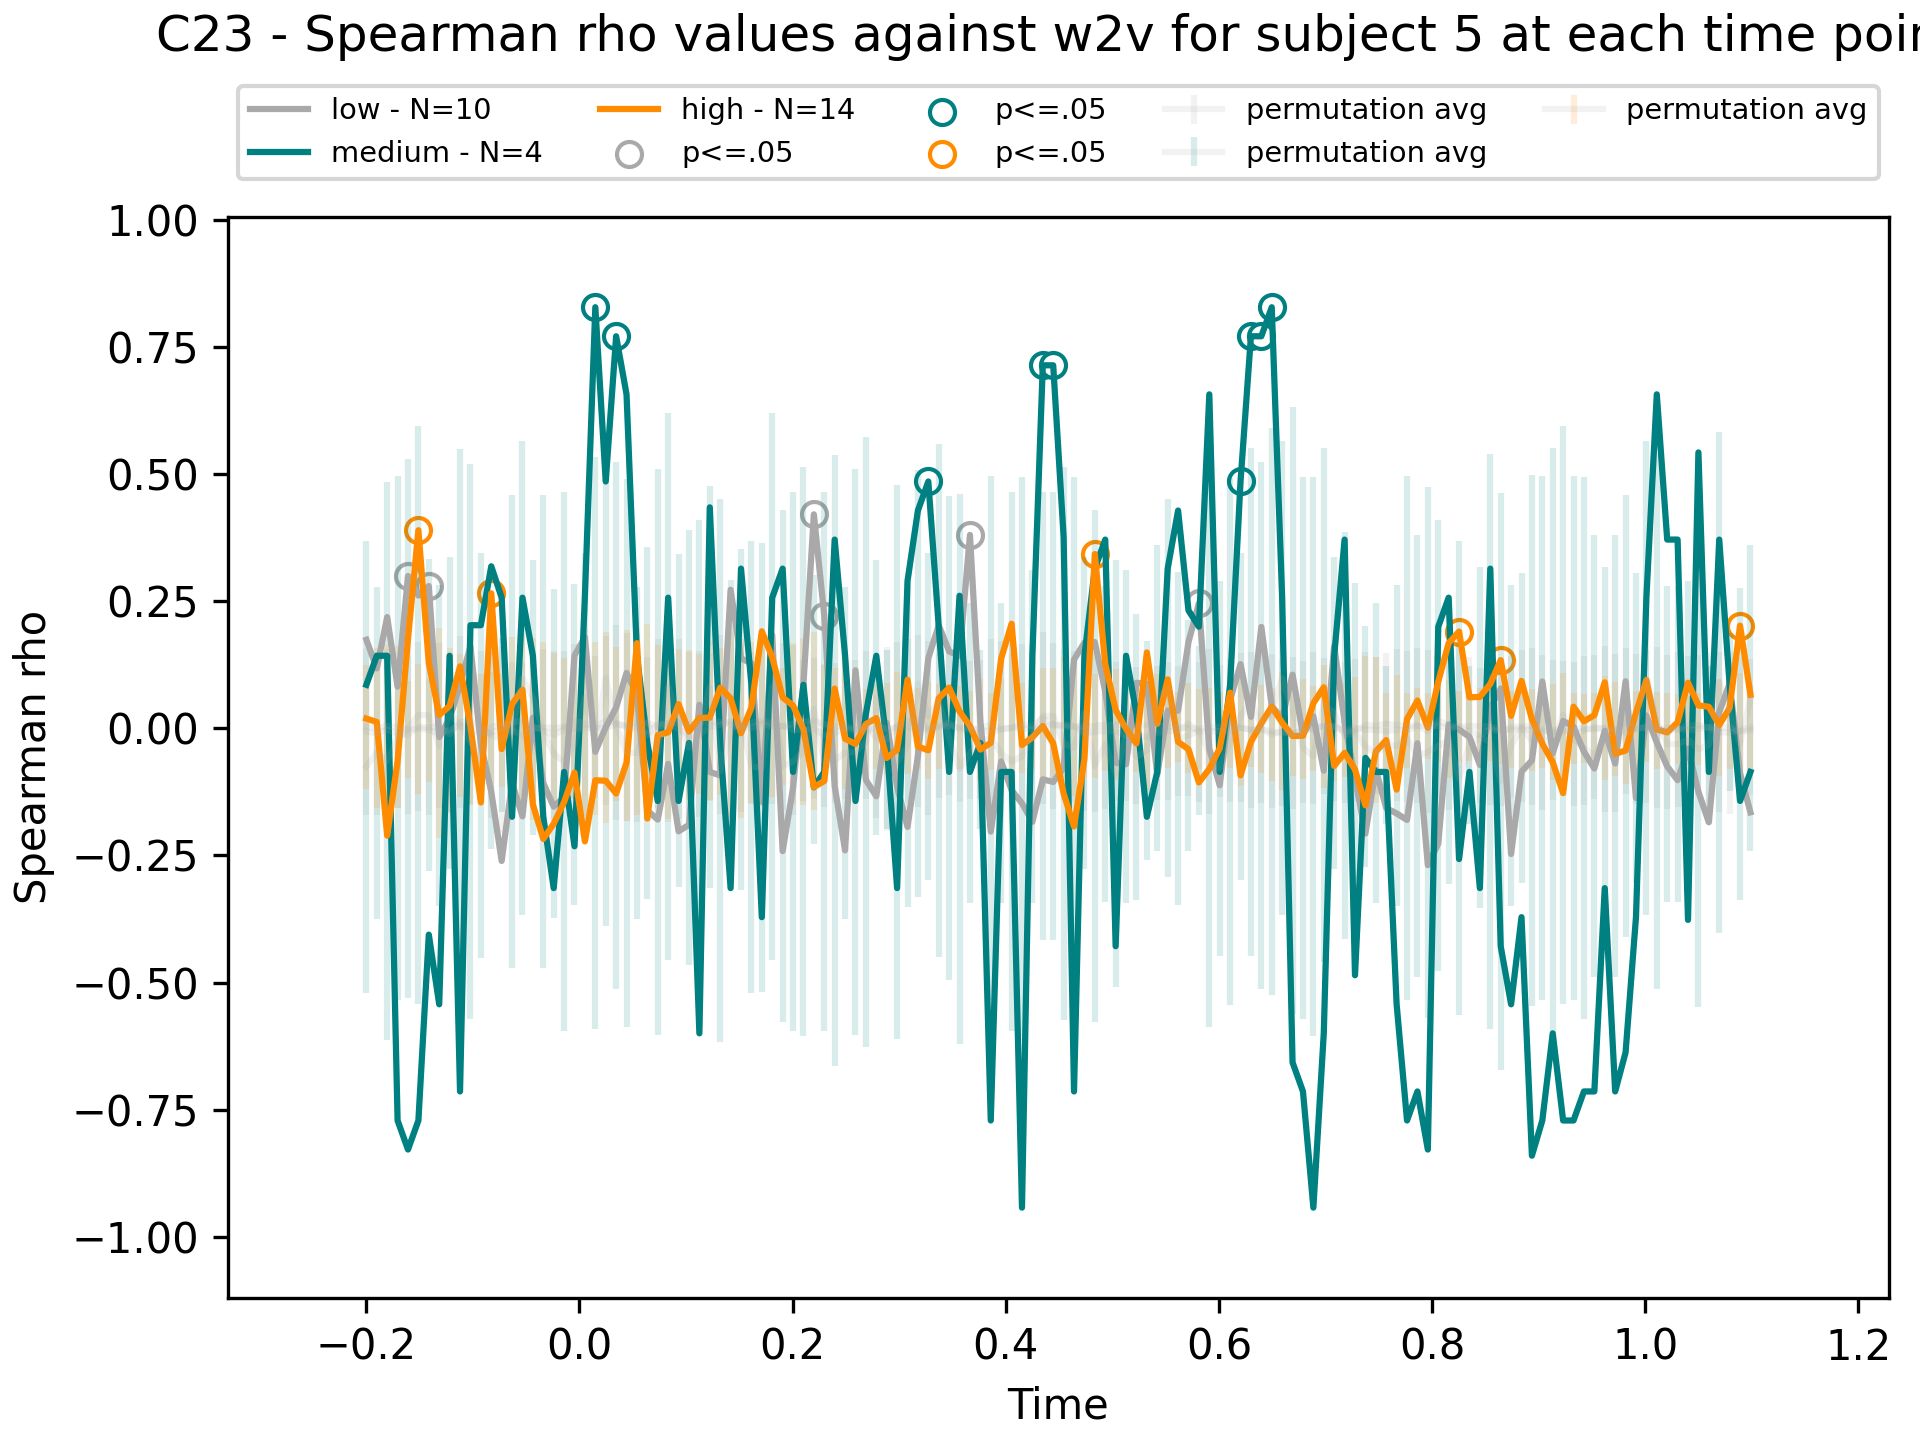 C23 - Spearman rho values against w2v for subject 5 at each time
low - N=10
medium - N=4
high - N=14
p<=.05
p<=.05
p<=.05
permutation avg
permutation avg
permutation avg
1.00
0.75
0.50
0.25
0.00
−0.25
−0.50
−0.75
−1.00
Spearman rho
−0.2 0.0 0.2 0.4 0.6 0.8 1.0 1.2
Time